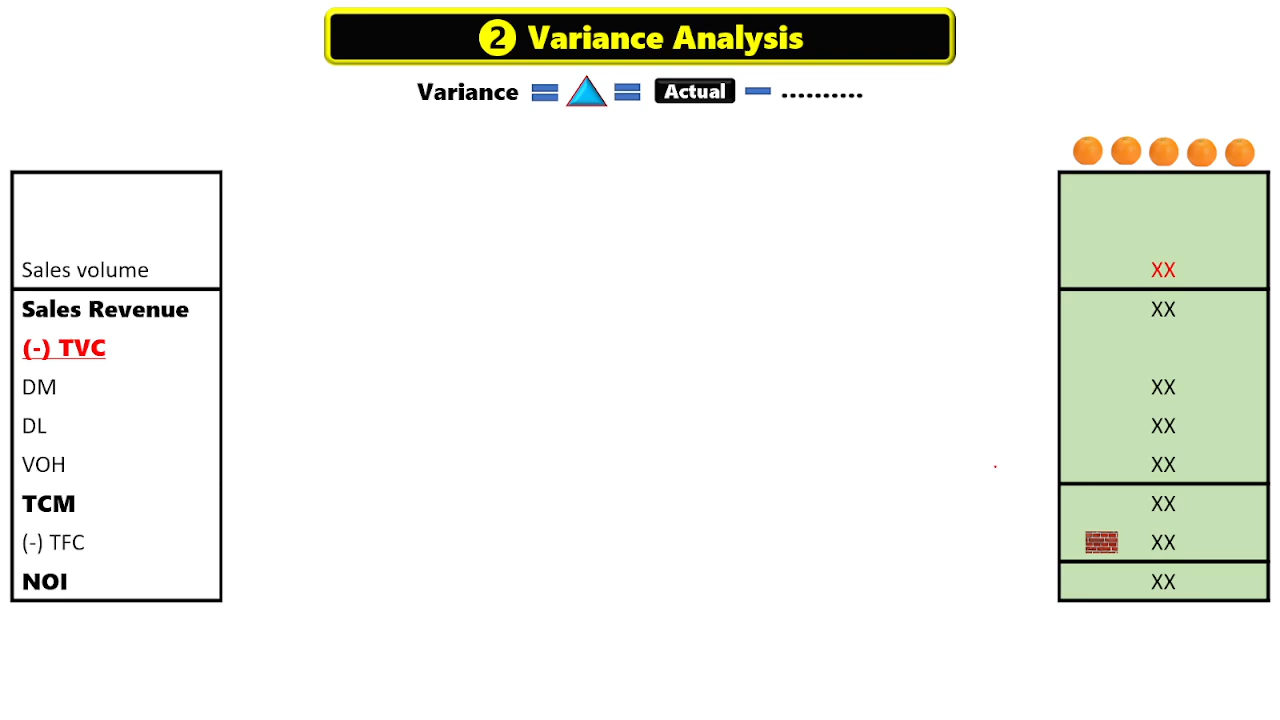 2 Variance Analysis
Variance = = Actual - ..........
Sales volume XX
Sales Revenue XX
(-) TVC
DM XX
DL XX
VOH XX
TCM XX
(-) TFC XX
NOI XX